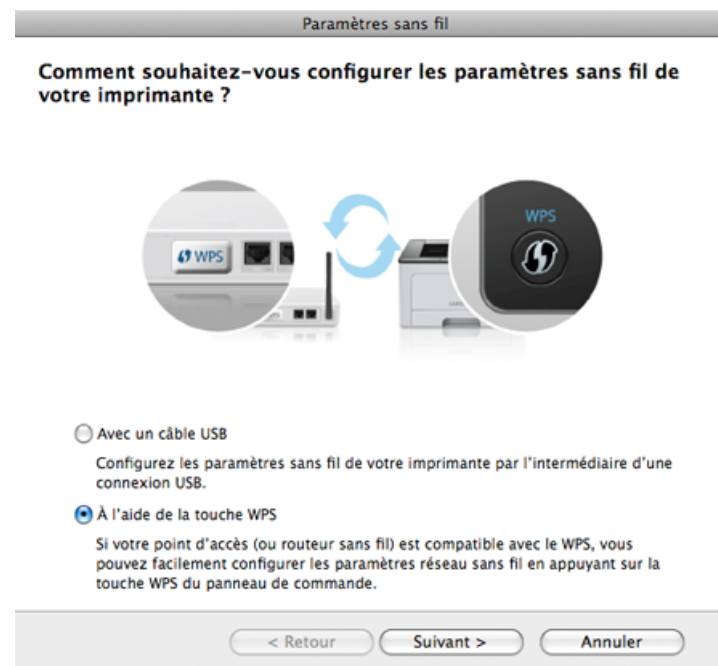 Paramètres sans fil
Comment souhaitez-vous configurer les paramètres sans fil de
votre imprimante ?
WPS
WPS
Avec un câble USB
Configurez les paramètres sans fil de votre imprimante par l'intermédiaire d'une
connexion USB.
À l'aide de la touche WPS
Si votre point d'accès (ou routeur sans fil) est compatible avec le WPS, vous
pouvez facilement configurer les paramètres réseau sans fil en appuyant sur la
touche WPS du panneau de commande.
< Retour
Suivant >
Annuler